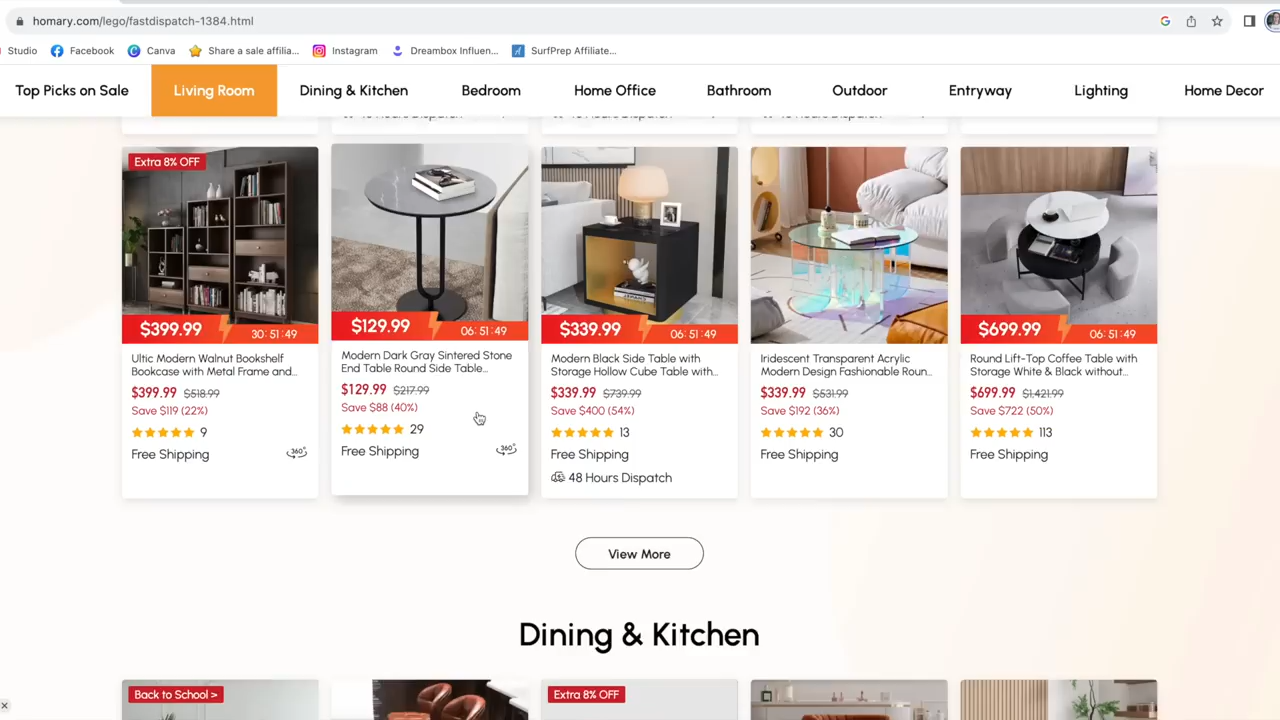 homary.com/lego/fastdispatch-1384.html
Studio
Facebook
Canva
Share a sale affilia...
Instagram
Dreambox Influen...
SurfPrep Affiliate...
Top Picks on Sale
Living Room
Dining & Kitchen
Bedroom
Home Office
Bathroom
Outdoor
Entryway
Lighting
Home Decor
Extra 8% OFF
$399.99
30:51:49
Ultic Modern Walnut Bookshelf
Bookcase with Metal Frame and...
$399.99 $518.99
Save $119 (22%)
9
Free Shipping
360°
$129.99
06:51:49
Modern Dark Gray Sintered Stone
End Table Round Side Table...
$129.99 $217.99
Save $88 (40%)
29
Free Shipping
360°
$339.99
06:51:49
Modern Black Side Table with
Storage Hollow Cube Table with...
$339.99 $739.99
Save $400 (54%)
13
Free Shipping
48 Hours Dispatch
Iridescent Transparent Acrylic
Modern Design Fashionable Roun...
$339.99 $531.99
Save $192 (36%)
30
Free Shipping
$699.99
06:51:49
Round Lift-Top Coffee Table with
Storage White & Black without...
$699.99 $1,421.99
Save $722 (50%)
113
Free Shipping
View More
Dining & Kitchen
Back to School >
Extra 8% OFF